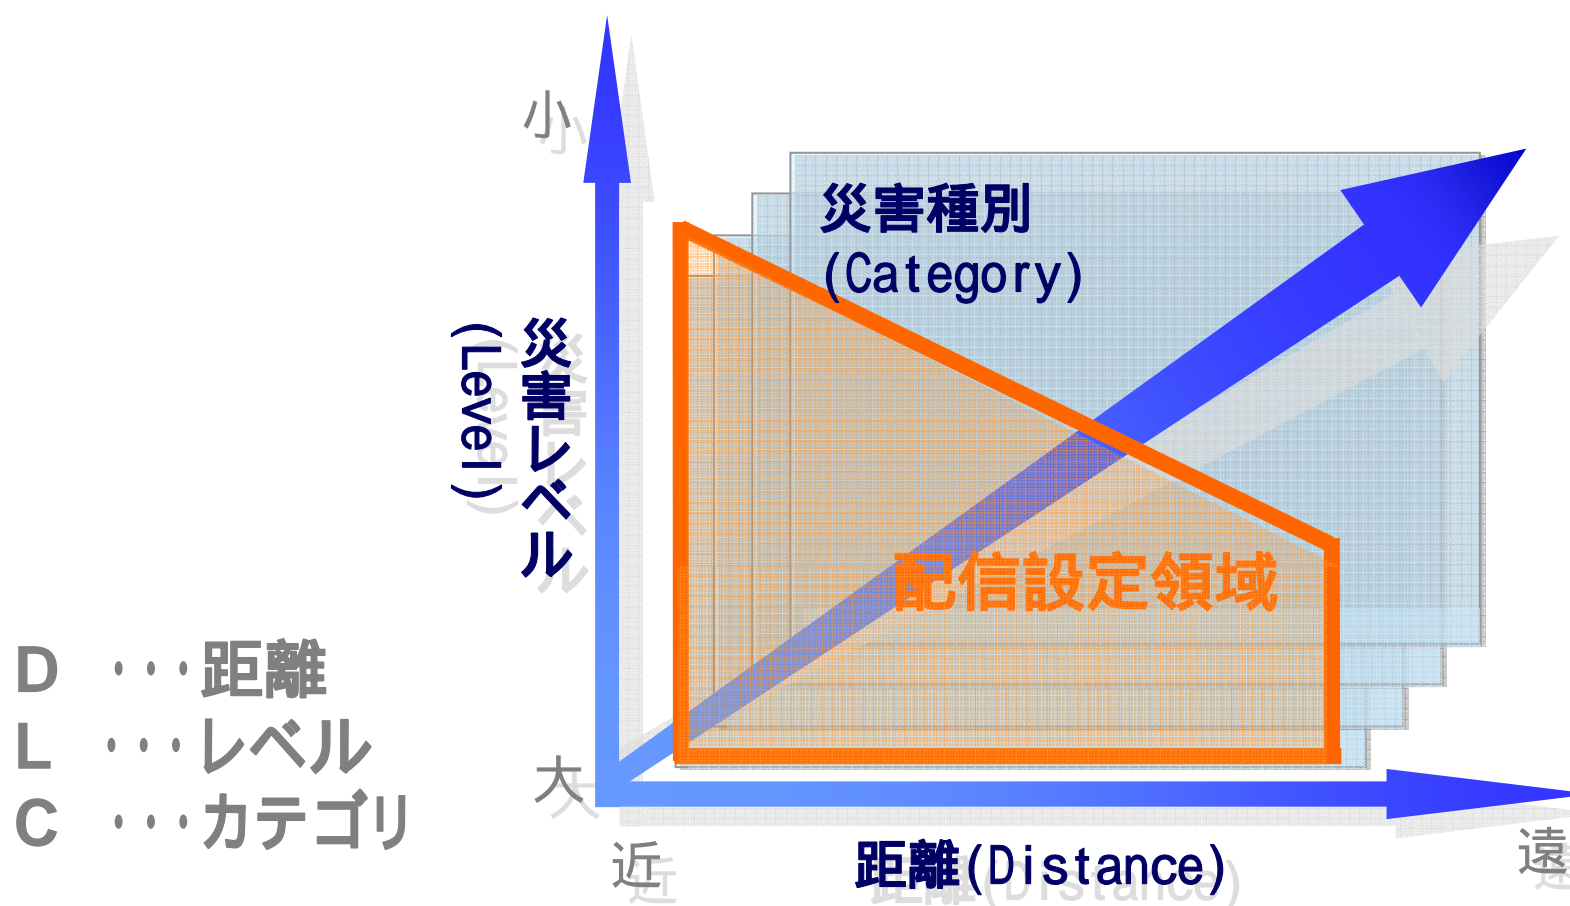 小
災害種別
(Category)
災害レベル
(Level)
配信設定領域
D ・・・距離
L ・・・レベル
C ・・・カテゴリ
大
近
距離(Distance)
遠